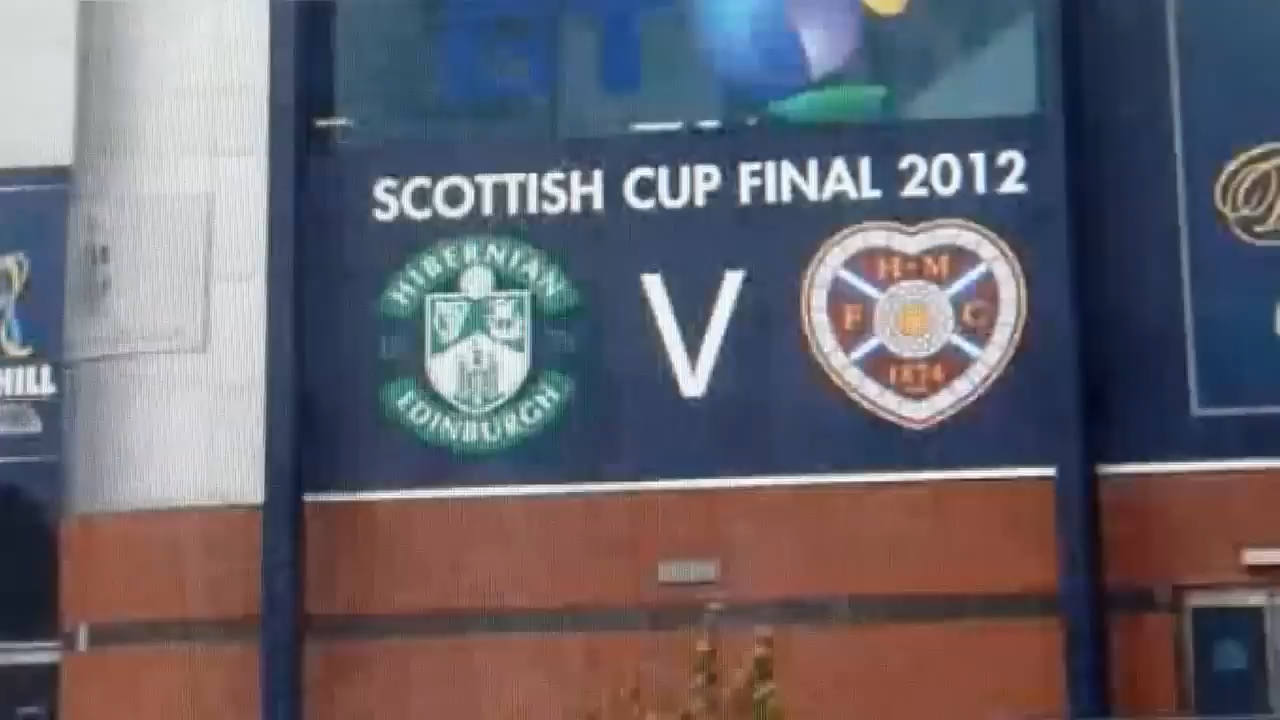 SCOTTISH CUP FINAL 2012
HIBERNIAN
EDINBURGH
V
H M
F C
1874
HILL